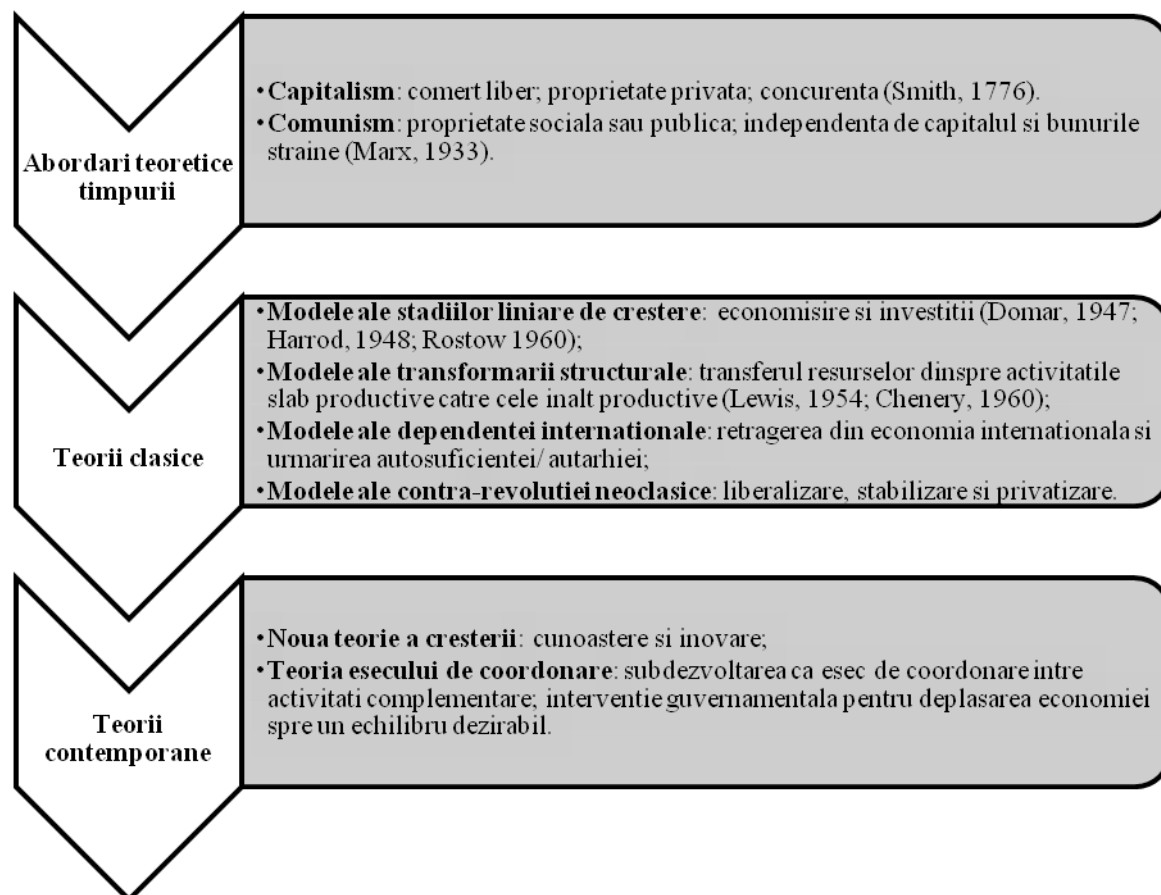 Abordari teoretice
timpurii
•Capitalism: comert liber; proprietate privata; concurenta (Smith, 1776).
•Comunism: proprietate sociala sau publica; independenta de capitalul si bunurile
straine (Marx, 1933).
Teorii clasice
•Modele ale stadiilor liniare de crestere: economisire si investitii (Domar, 1947;
Harrod, 1948; Rostow 1960);
•Modele ale transformarii structurale: transferul resurselor dinspre activitatile
slab productive catre cele inalt productive (Lewis, 1954; Chenery, 1960);
•Modele ale dependentei internationale: retragerea din economia internationala si
urmarirea autosuficientei/ autarhiei;
•Modele ale contra-revolutiei neoclasice: liberalizare, stabilizare si privatizare.
Teorii
contemporane
•Noua teorie a cresterii: cunoastere si inovare;
•Teoria esecului de coordonare: subdezvoltarea ca esec de coordonare intre
activitati complementare; interventie guvernamentala pentru deplasarea economiei
spre un echilibru dezirabil.